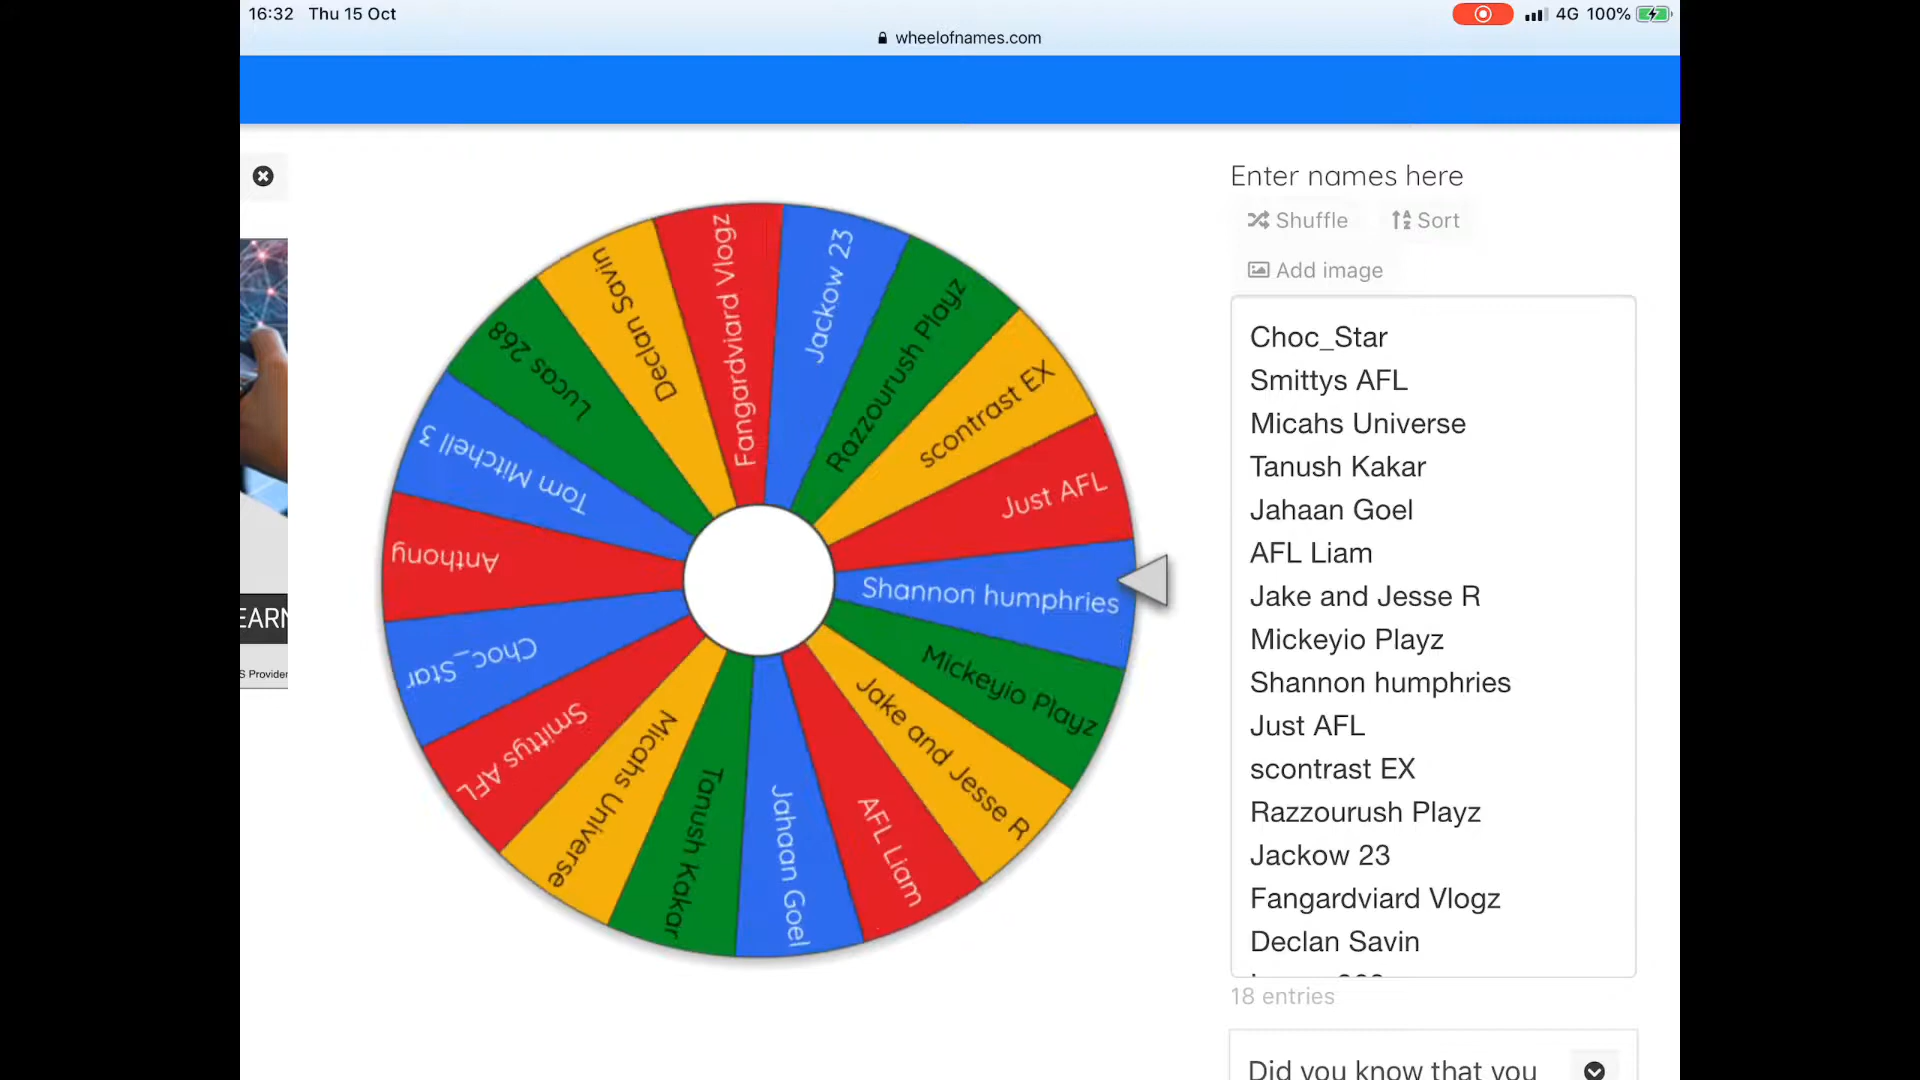 16:32 Thu 15 Oct
4G 100%
wheelofnames.com
Enter names here
Shuffle
Sort
Add image
Choc_Star
Smittys AFL
Micahs Universe
Tanush Kakar
Jahaan Goel
AFL Liam
Jake and Jesse R
Mickeyio Playz
Shannon humphries
Just AFL
scontrast EX
Razzourush Playz
Jackow 23
Fangardviard Vlogz
Declan Savin
18 entries
Did you know that you
Fangardviard Vlogz
Jackow 23
Razzourush Playz
scontrast EX
Just AFL
Shannon humphries
Mickeyio Playz
Jake and Jesse R
AFL Liam
Jahaan Goel
Tanush Kakar
Micahs Universe
Smittys AFL
Choc_Star
Anthony
Tom Mitchell 3
Lucas 268
Declan Savin
S Provider